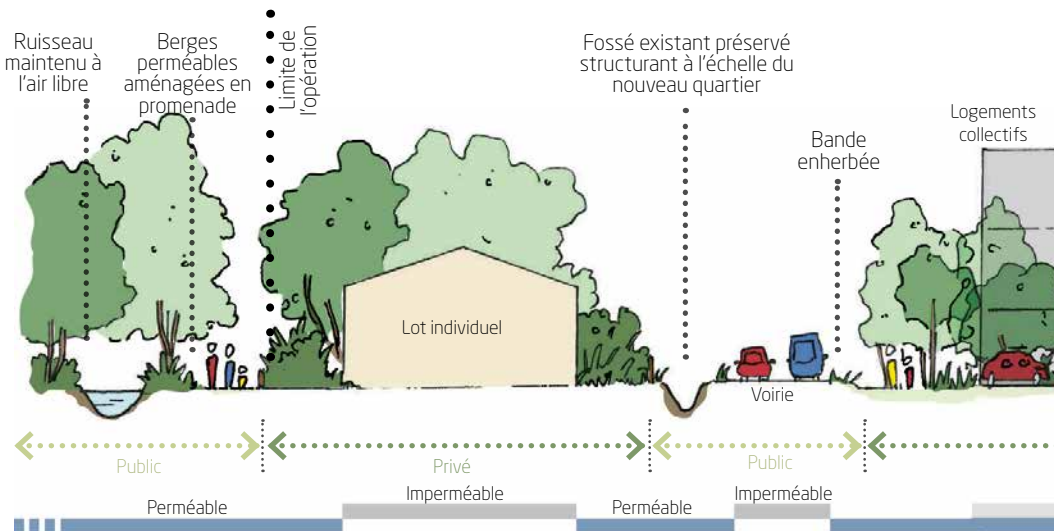 Ruisseau
maintenu à
l'air libre
Berges
perméables
aménagées en
promenade
Limite de
l'opération
Fossé existant préservé
structurant à l'échelle du
nouveau quartier
Bande
enherbée
Logements
collectifs
Lot individuel
Voirie
Public
Privé
Public
Perméable
Imperméable
Perméable
Imperméable